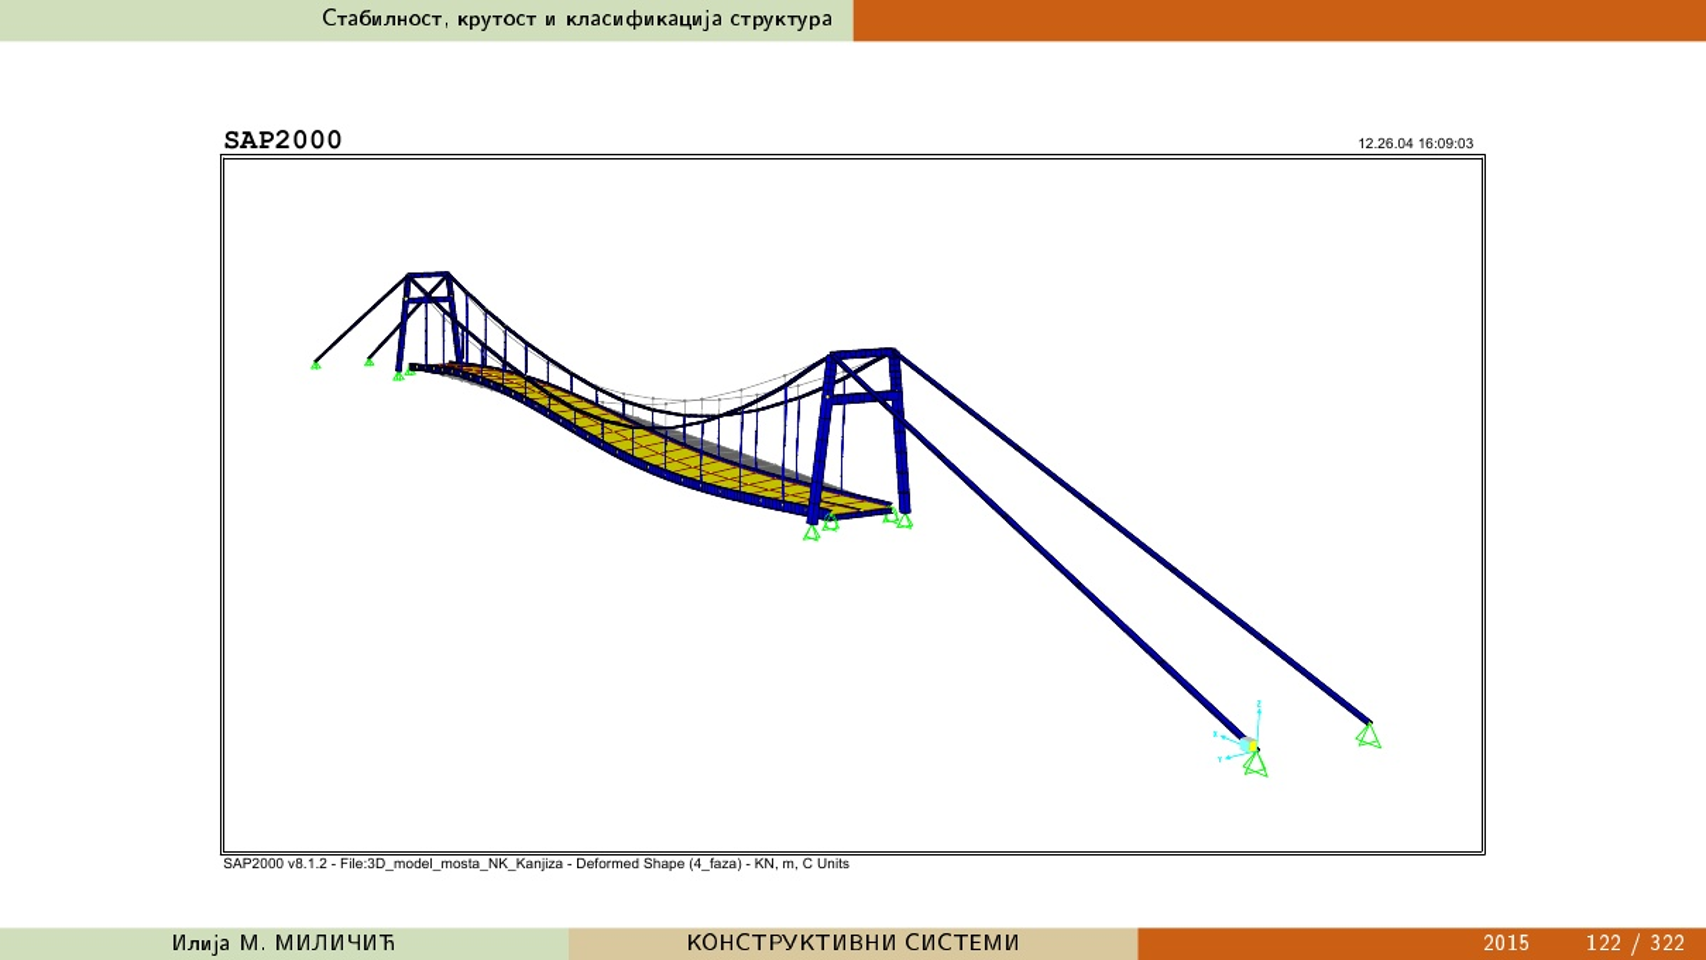 Стабилност, крутост и класификација структура
SAP2000
12.26.04 16:09:03
Z
X
Y
SAP2000 v8.1.2 - File:3D_model_mosta_NK_Kanjiza - Deformed Shape (4_faza) - KN, m, C Units
Илија М. МИЛИЧИЋ
КОНСТРУКТИВНИ СИСТЕМИ
2015
122 / 322